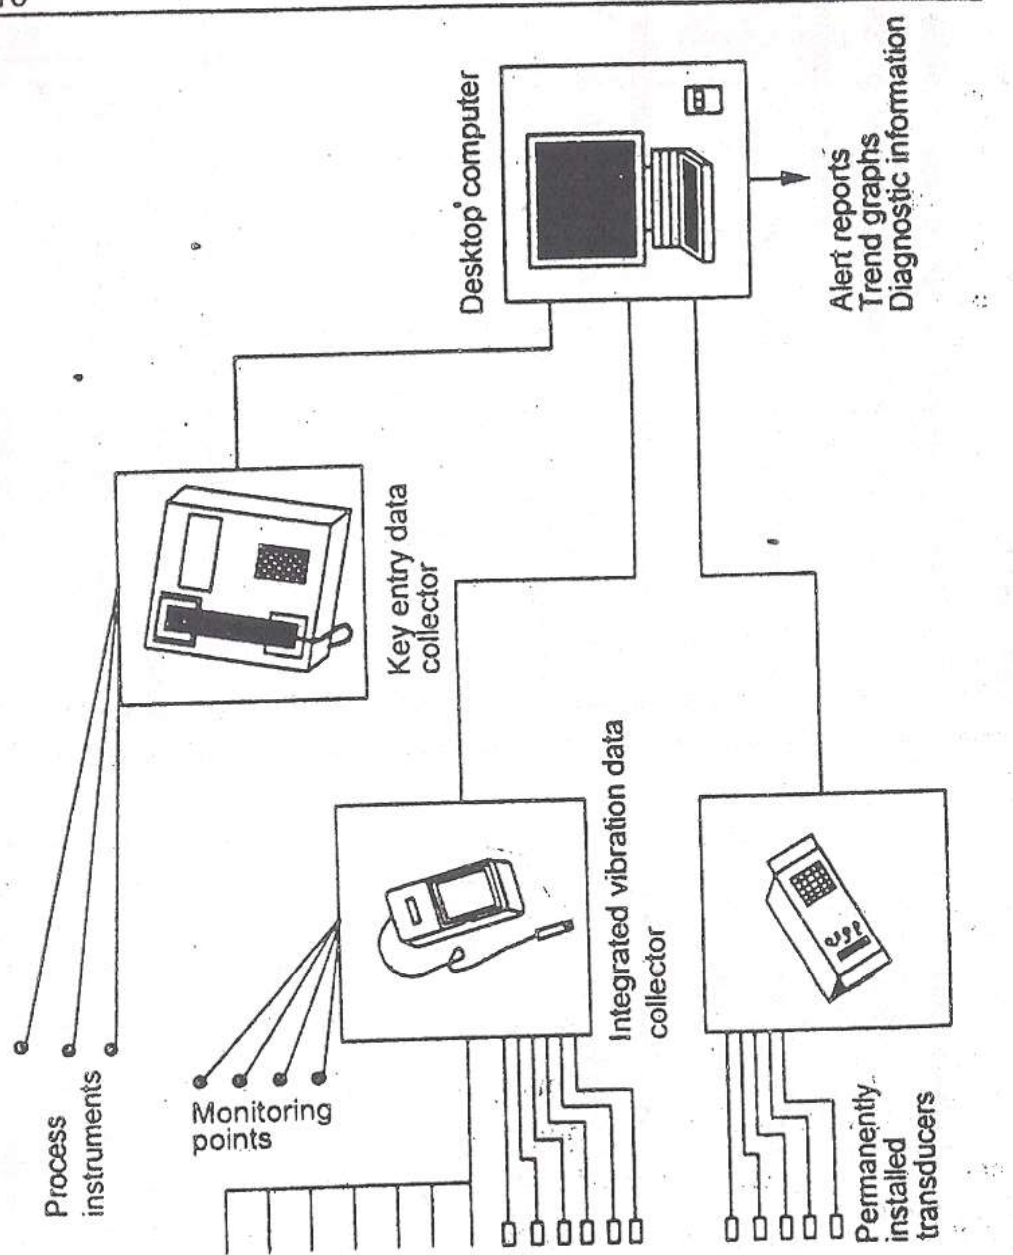 Process
instruments
Monitoring
points
Key entry data
collector
Integrated vibration data
collector
Permanently
installed
transducers
Desktop computer
Alert reports
Trend graphs
Diagnostic information